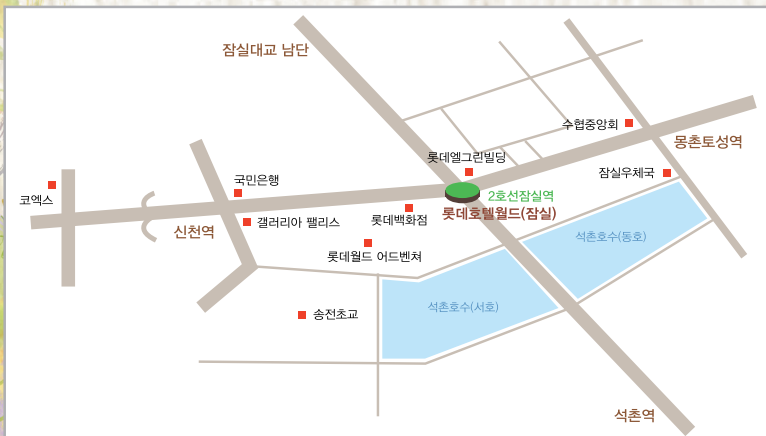 잠실대교 남단
수협중앙회
몽촌토성역
롯데엘그린빌딩
잠실우체국
국민은행
코엑스
2호선잠실역
롯데호텔월드(잠실)
갤러리아 팰리스
롯데백화점
신천역
석촌호수(동호)
롯데월드 어드벤쳐
석촌호수(서호)
송전초교
석촌역